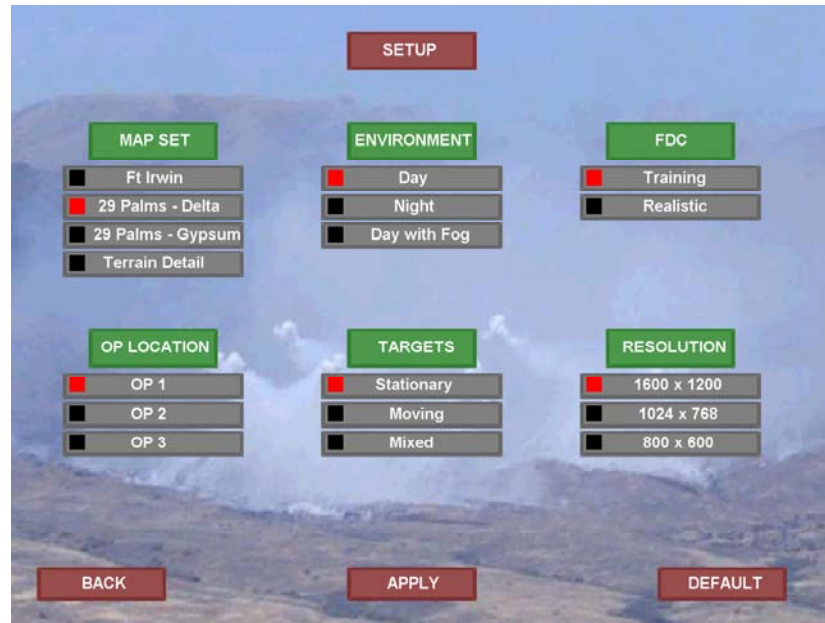 SETUP
MAP SET
Ft Irwin
29 Palms - Delta
29 Palms - Gypsum
Terrain Detail
ENVIRONMENT
Day
Night
Day with Fog
FDC
Training
Realistic
OP LOCATION
OP 1
OP 2
OP 3
TARGETS
Stationary
Moving
Mixed
RESOLUTION
1600 x 1200
1024 x 768
800 x 600
BACK
APPLY
DEFAULT